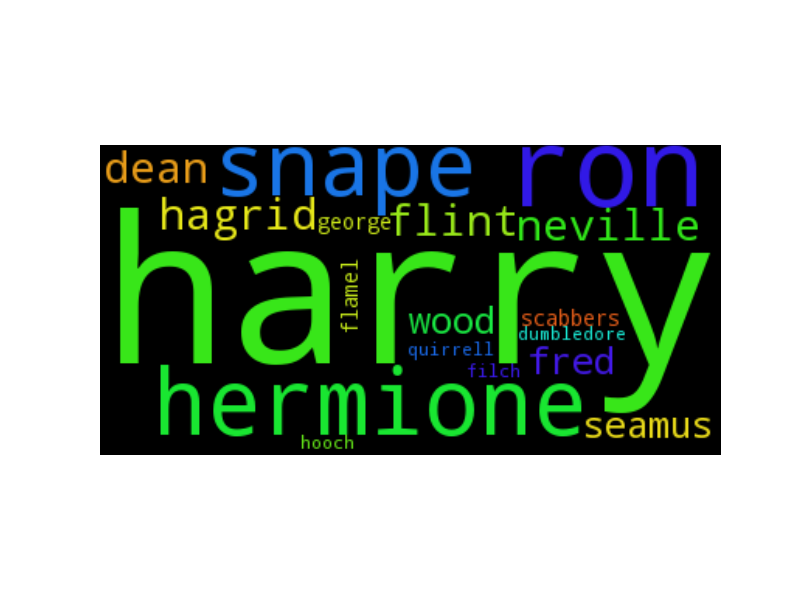 dean snape ron
hagrid george flint neville
harry
flamel
wood scabbers
dumbledore
quirrell fred
filch
hermione seamus
hooch